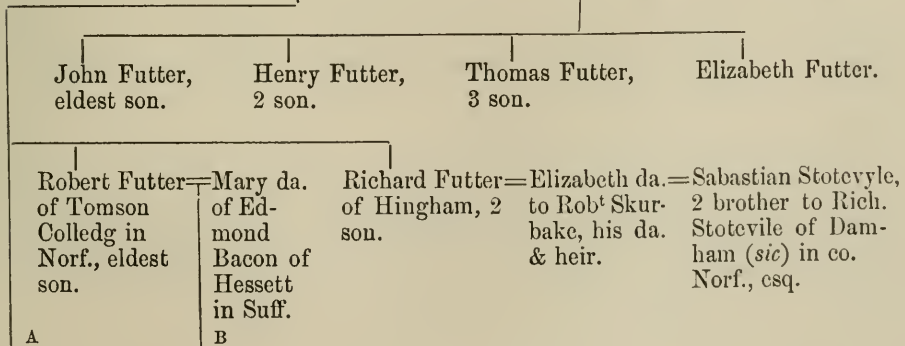 John Futter,
eldest son.
Henry Futter,
2 son.
Thomas Futter,
3 son.
Elizabeth Futter.
Robert Futter=
of Tomson
Colledg in
Norf., eldest
son.
Mary da.
of Ed-
mond
Bacon of
Hessett
in Suff.
Richard Futter=
of Hingham, 2
son.
Elizabeth da.=
to Robᵗ Skur-
bake, his da.
& heir.
Sabastian Stotevyle,
2 brother to Rich.
Stotevile of Dam-
ham (sic) in co.
Norf., esq.
A
B